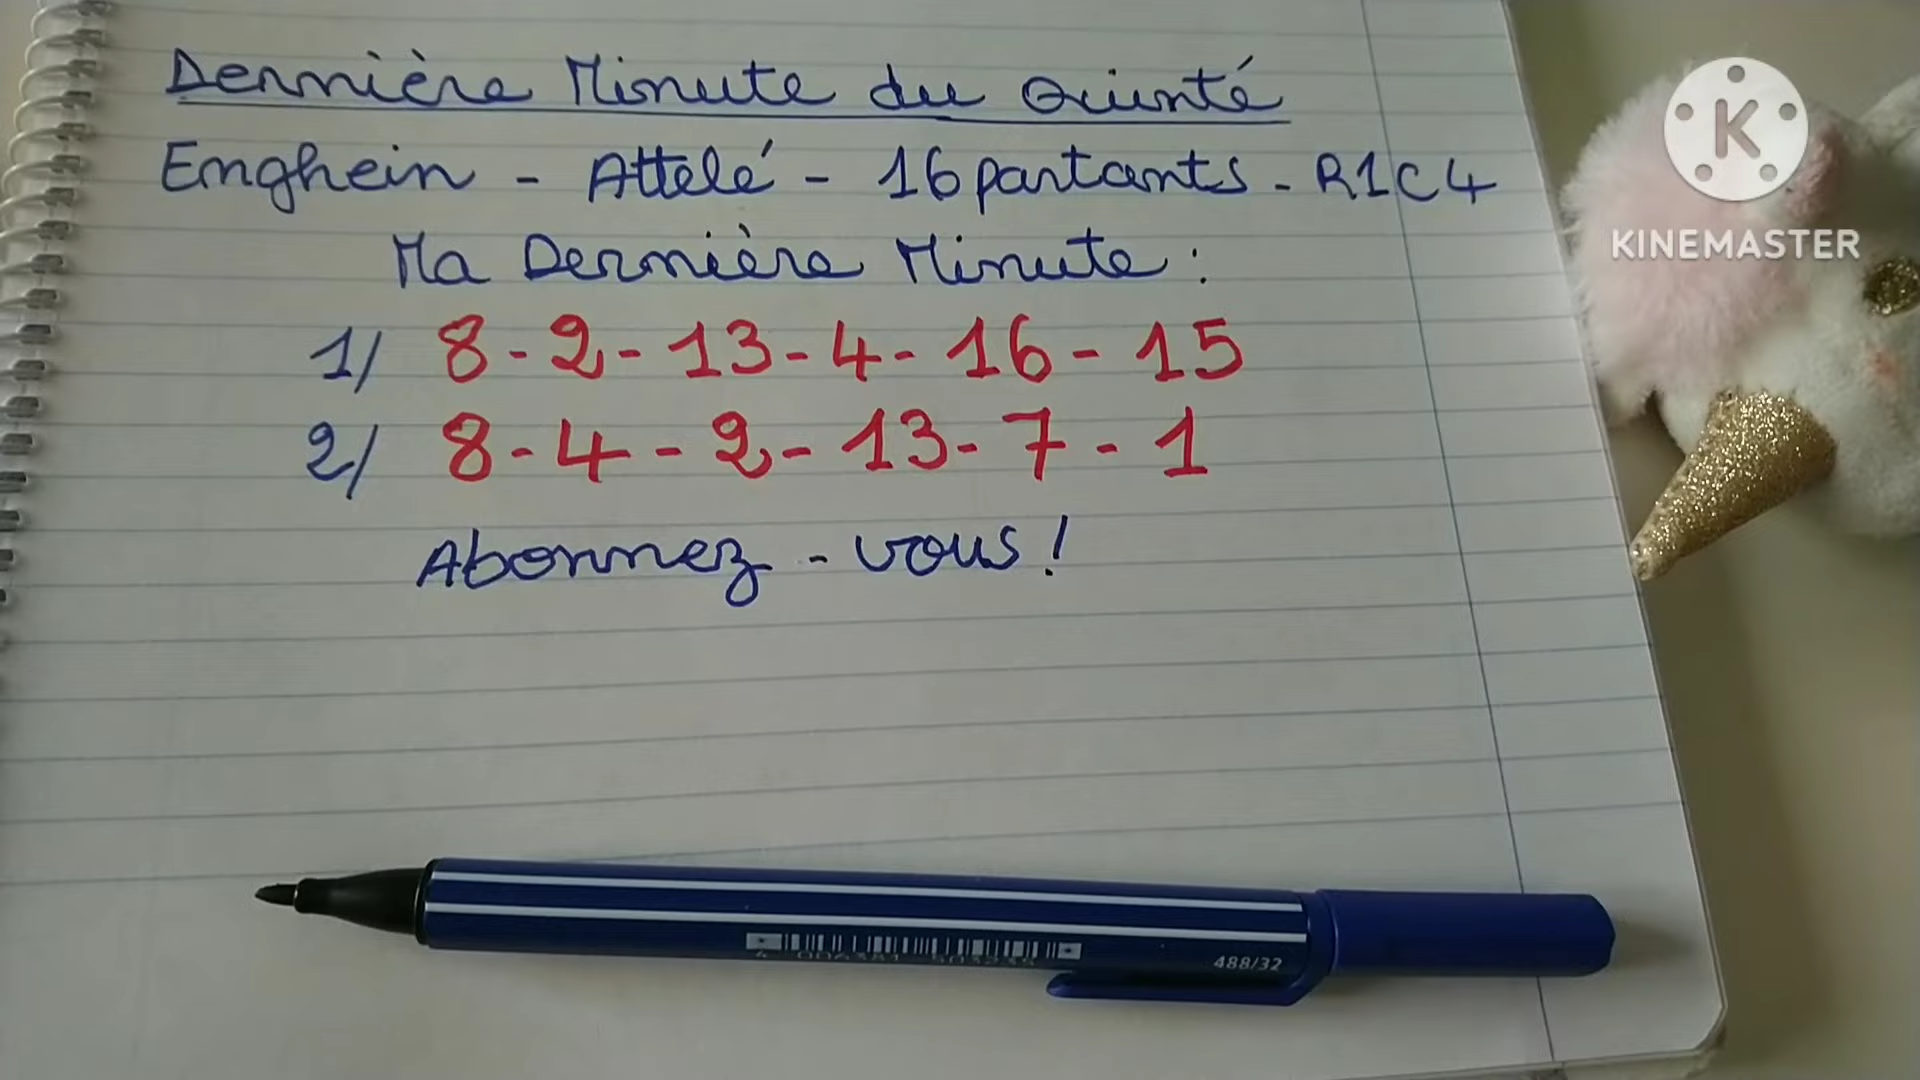 Dernière Minute du Quinté
Enghein - Attelé - 16 partants - R1C4
Ma Dernière Minute :
1/ 8 - 2 - 13 - 4 - 16 - 15
2/ 8 - 4 - 2 - 13 - 7 - 1
Abonnez - vous !
K
KINEMASTER
488/32